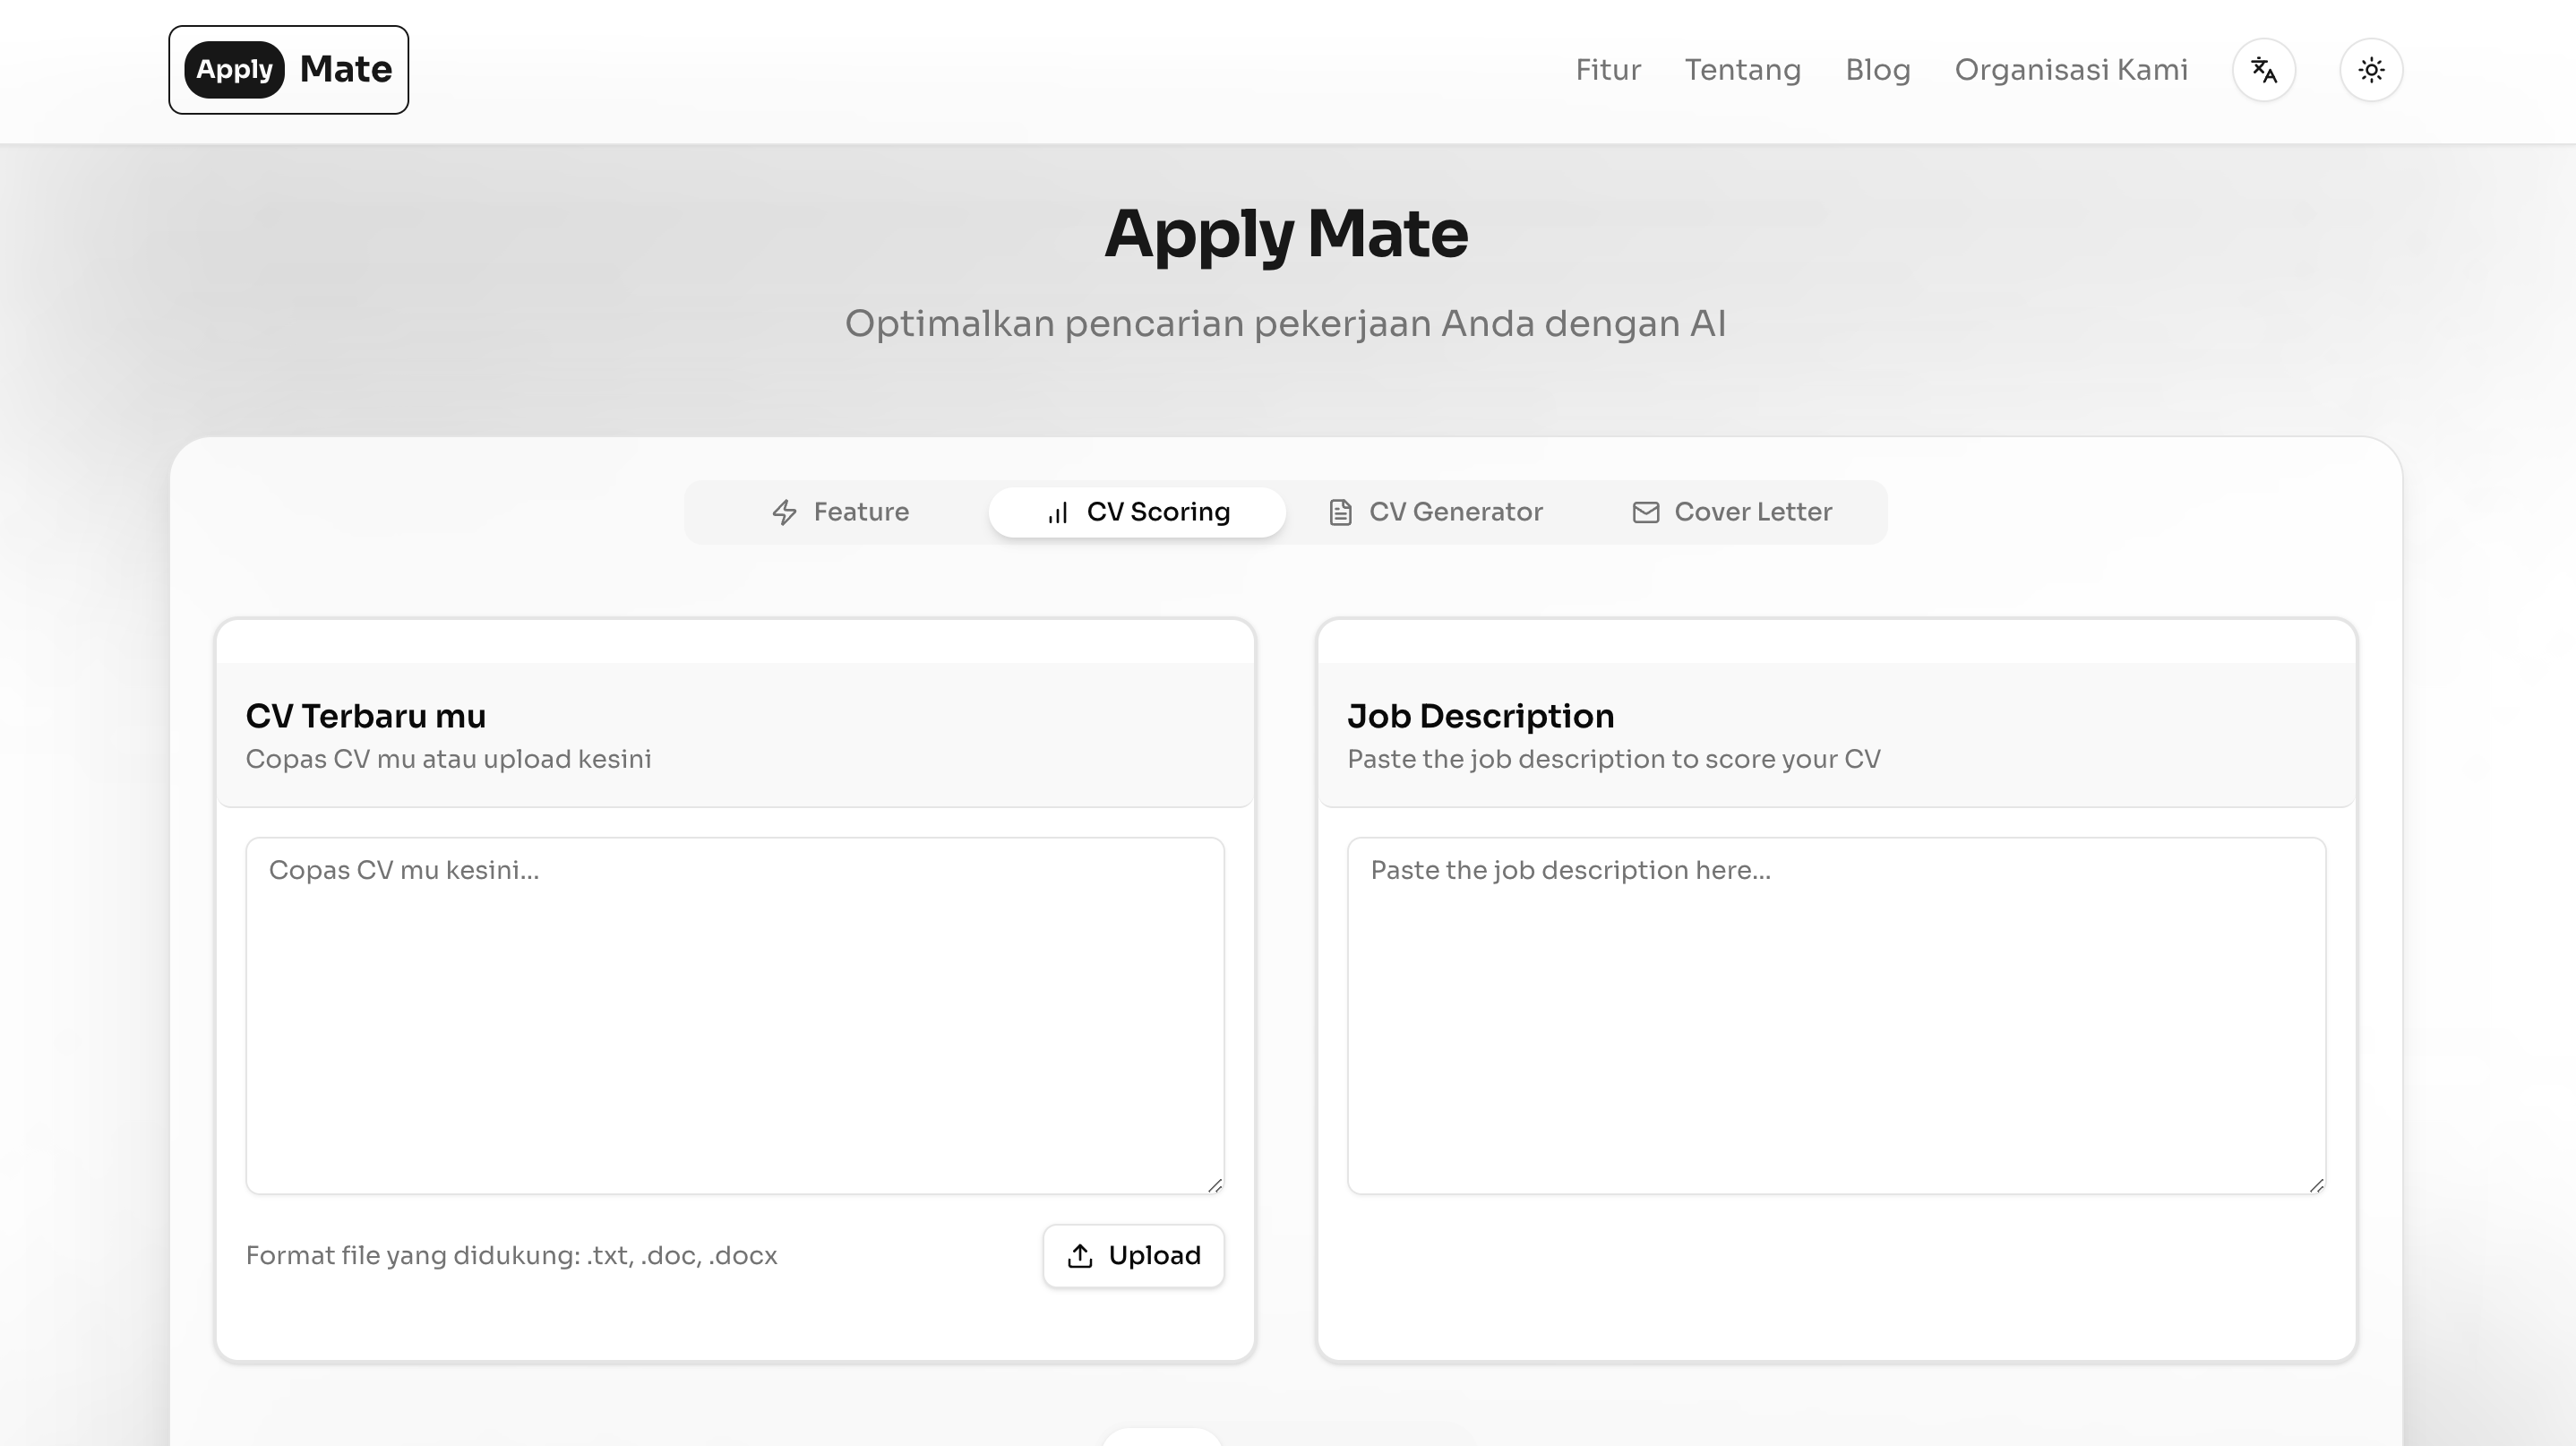 Apply Mate
Fitur
Tentang
Blog
Organisasi Kami
Apply Mate
Optimalkan pencarian pekerjaan Anda dengan AI
Feature
CV Scoring
CV Generator
Cover Letter
CV Terbaru mu
Copas CV mu atau upload kesini
Copas CV mu kesini...
Format file yang didukung: .txt, .doc, .docx
Upload
Job Description
Paste the job description to score your CV
Paste the job description here...